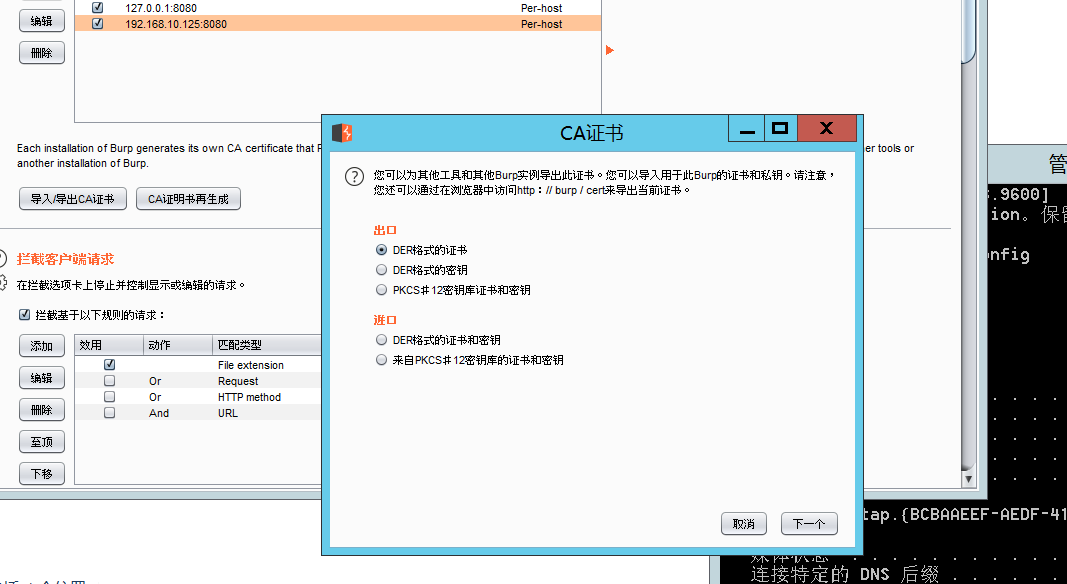 编辑
127.0.0.1:8080 Per-host
192.168.10.125:8080 Per-host
删除
Each installation of Burp generates its own CA certificate that
er tools or
another installation of Burp.
导入/导出CA证书 CA证明书再生成
拦截客户端请求
在拦截选项卡上停止并控制显示或编辑的请求。
拦截基于以下规则的请求：
添加 效用 动作 匹配类型
File extension
编辑 Or Request
Or HTTP method
删除 And URL
至顶
下移
CA证书
您可以为其他工具和其他Burp实例导出此证书。您可以导入用于此Burp的证书和私钥。请注意，
您还可以通过在浏览器中访问http：// burp / cert来导出当前证书。
出口
DER格式的证书
DER格式的密钥
PKCS＃12密钥库证书和密钥
进口
DER格式的证书和密钥
来自PKCS＃12密钥库的证书和密钥
取消 下一个
管
.9600]
ion。保留
nfig
. . . .
. . . .
. . . .
. . . .
. . . .
tap.{BCBAAEEF-AEDF-41
媒体状态 . . . . . . . . . . . .
连接特定的 DNS 后缀 . . . . . . .